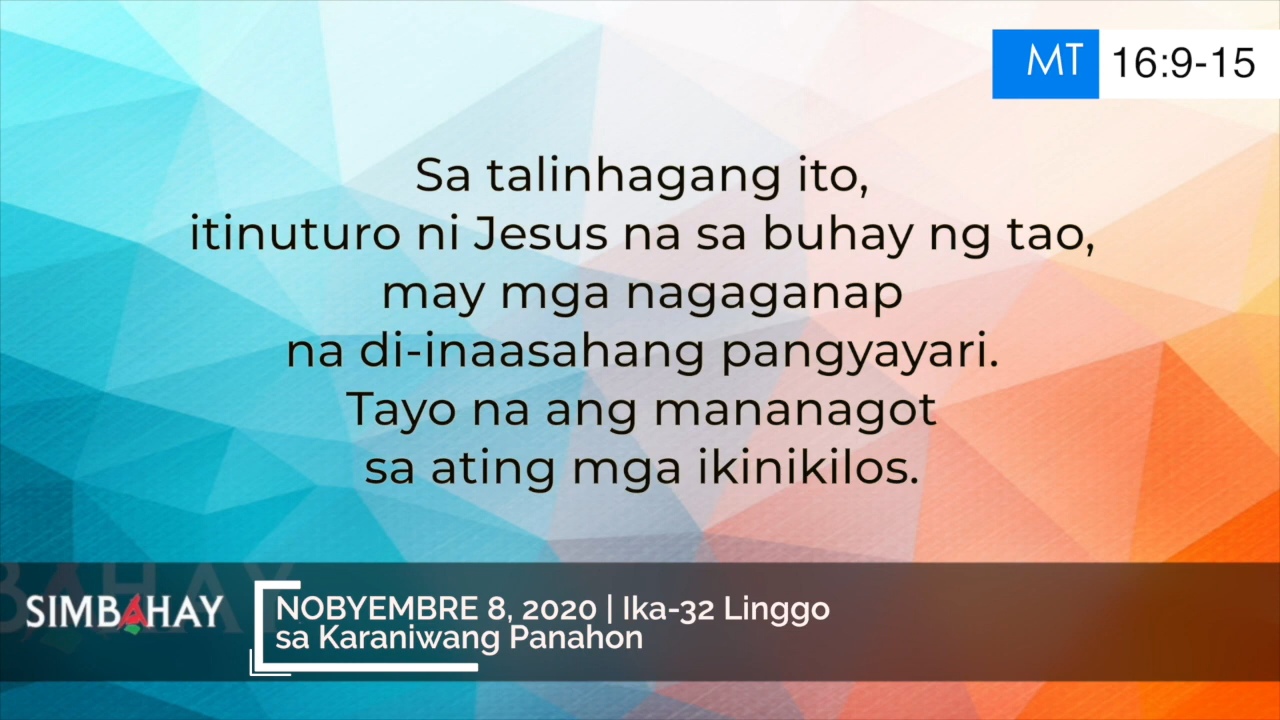 MT 16:9-15
Sa talinhagang ito,
itinuturo ni Jesus na sa buhay ng tao,
may mga nagaganap
na di-inaasahang pangyayari.
Tayo na ang mananagot
sa ating mga ikinikilos.
SIMBAHAY
NOBYEMBRE 8, 2020 | Ika-32 Linggo
sa Karaniwang Panahon